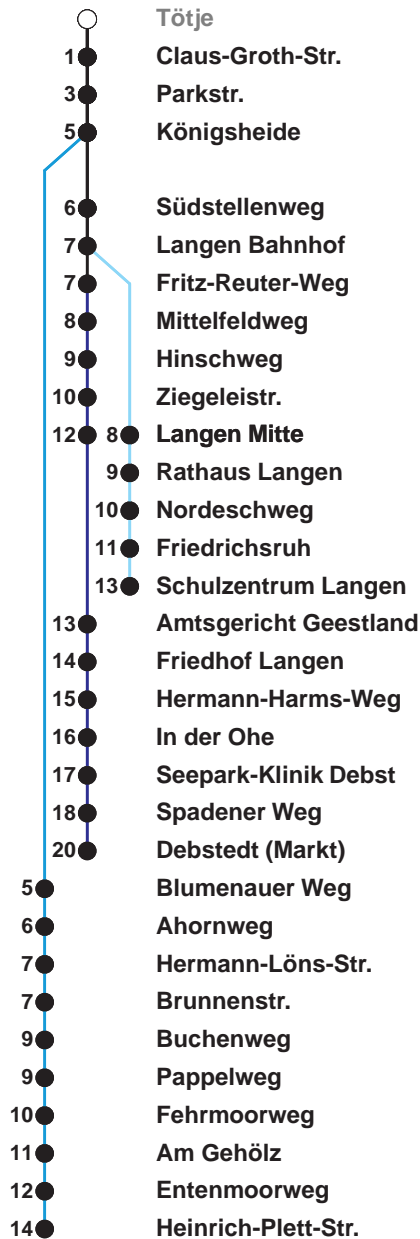 Tötje
1 Claus-Groth-Str.
3 Parkstr.
5 Königsheide
6 Südstellenweg
7 Langen Bahnhof
7 Fritz-Reuter-Weg
8 Mittelfeldweg
9 Hinschweg
10 Ziegeleistr.
12 8 Langen Mitte
9 Rathaus Langen
10 Nordeschweg
11 Friedrichsruh
13 Schulzentrum Langen
13 Amtsgericht Geestland
14 Friedhof Langen
15 Hermann-Harms-Weg
16 In der Ohe
17 Seepark-Klinik Debst
18 Spadener Weg
20 Debstedt (Markt)
5 Blumenauer Weg
6 Ahornweg
7 Hermann-Löns-Str.
7 Brunnenstr.
9 Buchenweg
9 Pappelweg
10 Fehrmoorweg
11 Am Gehölz
12 Entenmoorweg
14 Heinrich-Plett-Str.